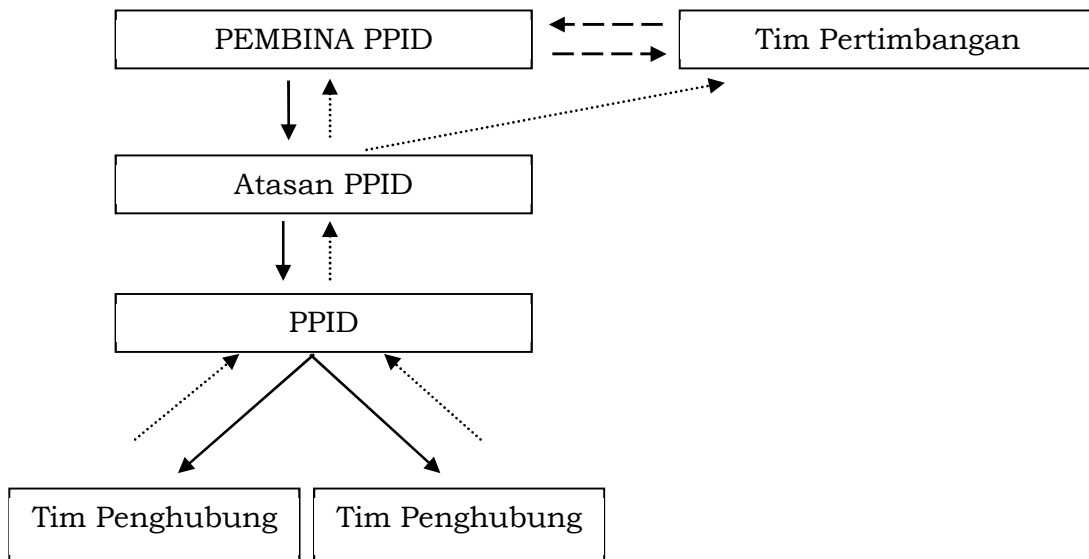 PEMBINA PPID
Tim Pertimbangan
Atasan PPID
PPID
Tim Penghubung
Tim Penghubung